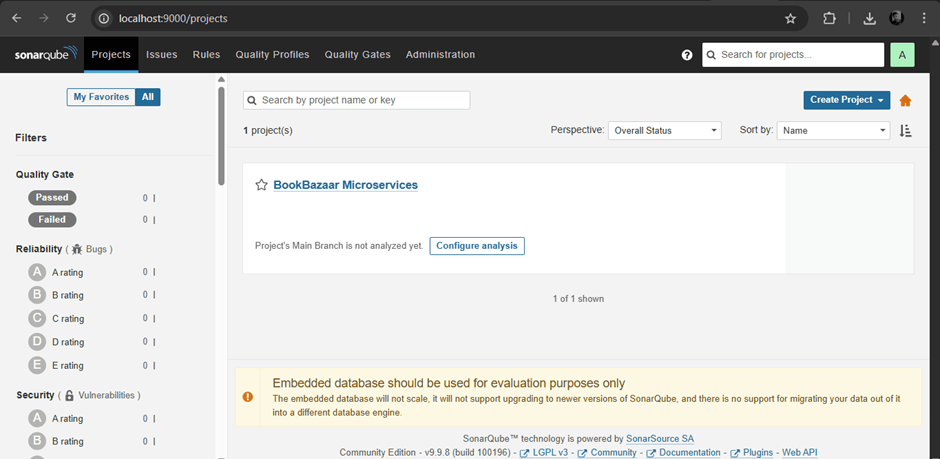 localhost:9000/projects
sonarqube Projects Issues Rules Quality Profiles Quality Gates Administration ? Search for projects... A
My Favorites All
Filters
Quality Gate
Passed 0
Failed 0
Reliability ( Bugs )
A A rating 0
B B rating 0
C C rating 0
D D rating 0
E E rating 0
Security ( Vulnerabilities )
A A rating 0
B B rating 0
Search by project name or key
Create Project
1 project(s)
Perspective: Overall Status
Sort by: Name
BookBazaar Microservices
Project's Main Branch is not analyzed yet. Configure analysis
1 of 1 shown
Embedded database should be used for evaluation purposes only
The embedded database will not scale, it will not support upgrading to newer versions of SonarQube, and there is no support for migrating your data out of it
into a different database engine.
SonarQube™ technology is powered by SonarSource SA
Community Edition - v9.9.8 (build 100196) - LGPL v3 - Community - Documentation - Plugins - Web API